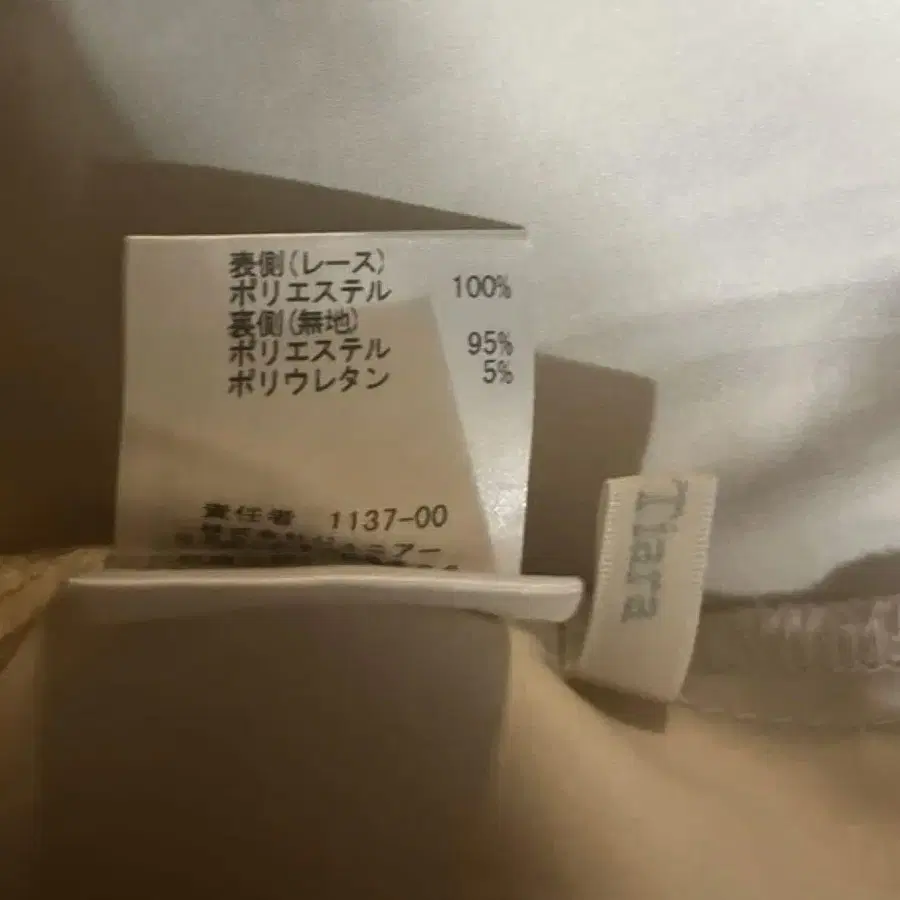 表側(レース)
ポリエステル 100%
裏側(無地)
ポリエステル 95%
ポリウレタン 5%
責任者 1137-00
Tiara